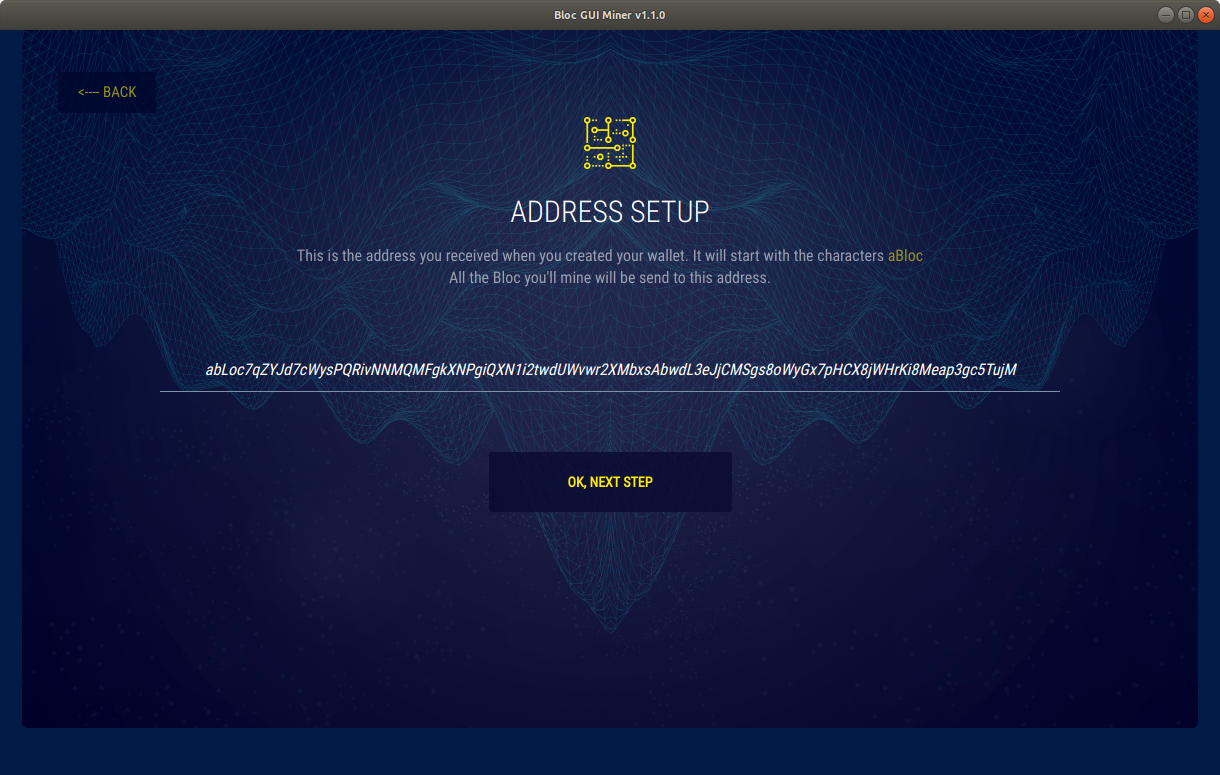 Bloc GUI Miner v1.1.0
<---- BACK
ADDRESS SETUP
This is the address you received when you created your wallet. It will start with the characters aBloc
All the Bloc you'll mine will be send to this address.
abLoc7qZYJd7cWysPQRivNNMQMFgkXNPgiQXN1i2twdUWvwr2XMbxsAbwdL3eJjCMSgs8oWyGx7pHCX8jWHrKi8Meap3gc5TujM
OK, NEXT STEP